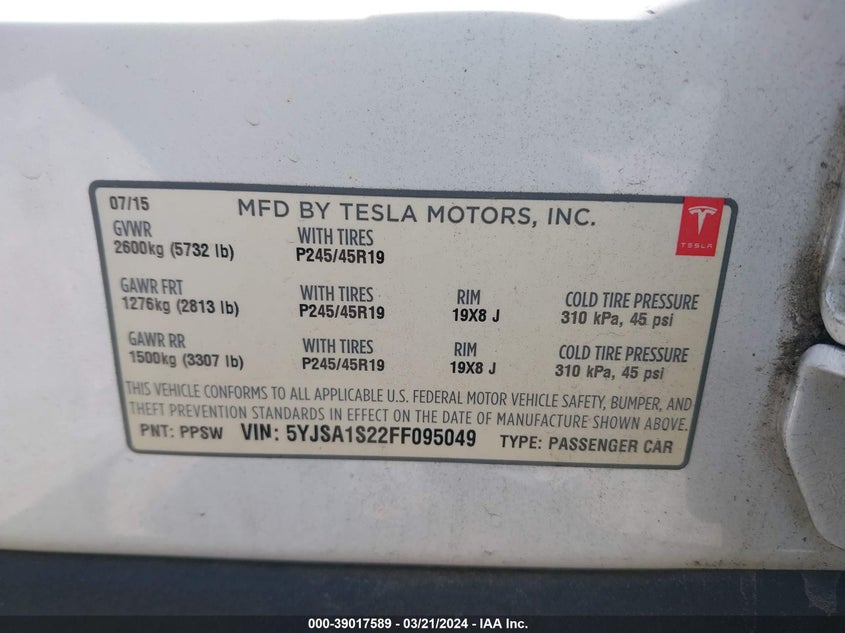 07/15 MFD BY TESLA MOTORS, INC.
TESLA
GVWR WITH TIRES
2600kg (5732 lb) P245/45R19
GAWR FRT WITH TIRES RIM COLD TIRE PRESSURE
1276kg (2813 lb) P245/45R19 19X8 J 310 kPa, 45 psi
GAWR RR WITH TIRES RIM COLD TIRE PRESSURE
1500kg (3307 lb) P245/45R19 19X8 J 310 kPa, 45 psi
THIS VEHICLE CONFORMS TO ALL APPLICABLE U.S. FEDERAL MOTOR VEHICLE SAFETY, BUMPER, AND
THEFT PREVENTION STANDARDS IN EFFECT ON THE DATE OF MANUFACTURE SHOWN ABOVE.
PNT: PPSW VIN: 5YJSA1S22FF095049 TYPE: PASSENGER CAR
000-39017589 - 03/21/2024 - IAA Inc.